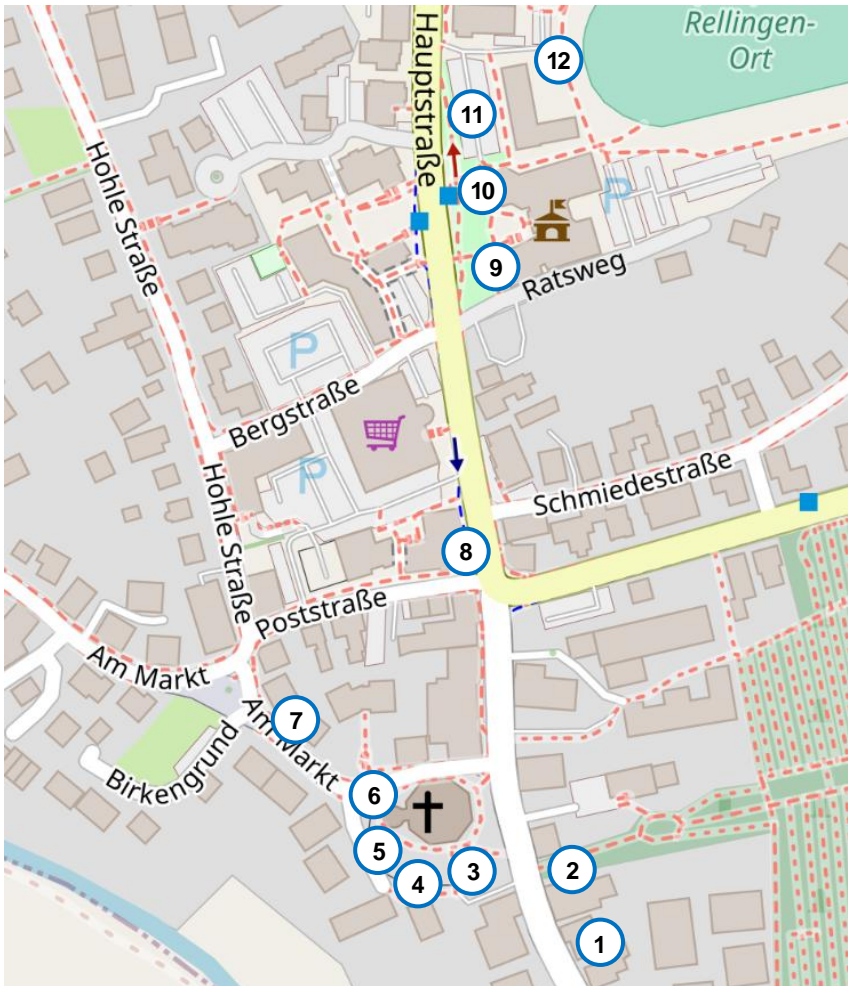 Rellingen-
Ort
12
Hauptstraße
11
10
P
9
Ratsweg
Hohle Straße
P
Bergstraße
P
Hohle Straße
Schmiedestraße
8
Poststraße
Am Markt
7
Am Markt
Birkengrund
6
5
4
3
2
1